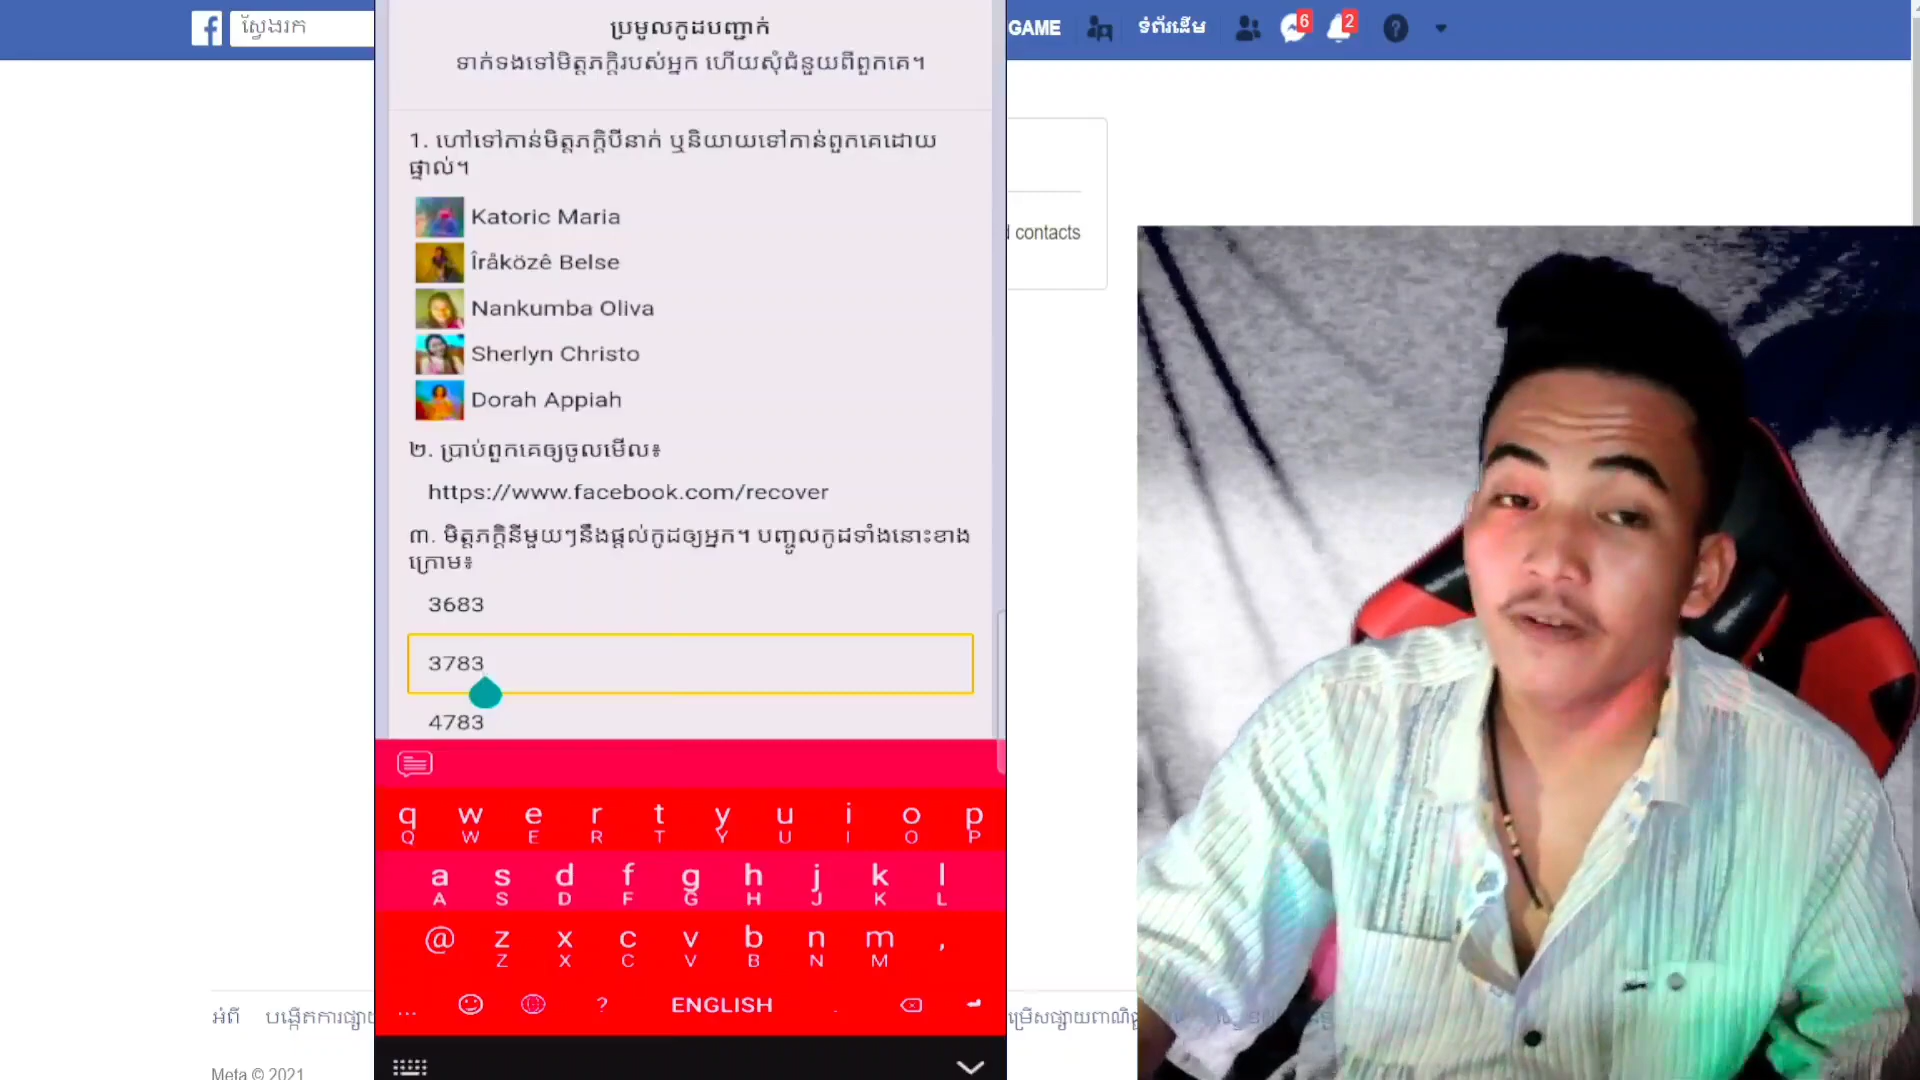 ស្វែងរក
GAME
ទំព័រដើម
6
2
ប្រមូលកូដបញ្ជាក់
ទាក់ទងទៅមិត្តភក្តិរបស់អ្នក ហើយសុំជំនួយពីពួកគេ។
1. ហៅទៅកាន់មិត្តភក្តិបីនាក់ ឬនិយាយទៅកាន់ពួកគេដោយ
ផ្ទាល់។
Katoric Maria
Îråközê Belse
Nankumba Oliva
Sherlyn Christo
Dorah Appiah
contacts
២. ប្រាប់ពួកគេឲ្យចូលមើល៖
https://www.facebook.com/recover
៣. មិត្តភក្តិនីមួយៗនឹងផ្តល់កូដឲ្យអ្នក។ បញ្ចូលកូដទាំងនោះខាង
ក្រោម៖
3683
3783
4783
q w e r t y u i o p
Q W E R T Y U I O P
a s d f g h j k l
A S D F G H J K L
@ z x c v b n m ,
Z X C V B N M
... ? ENGLISH .
អំពី
Meta © 2021